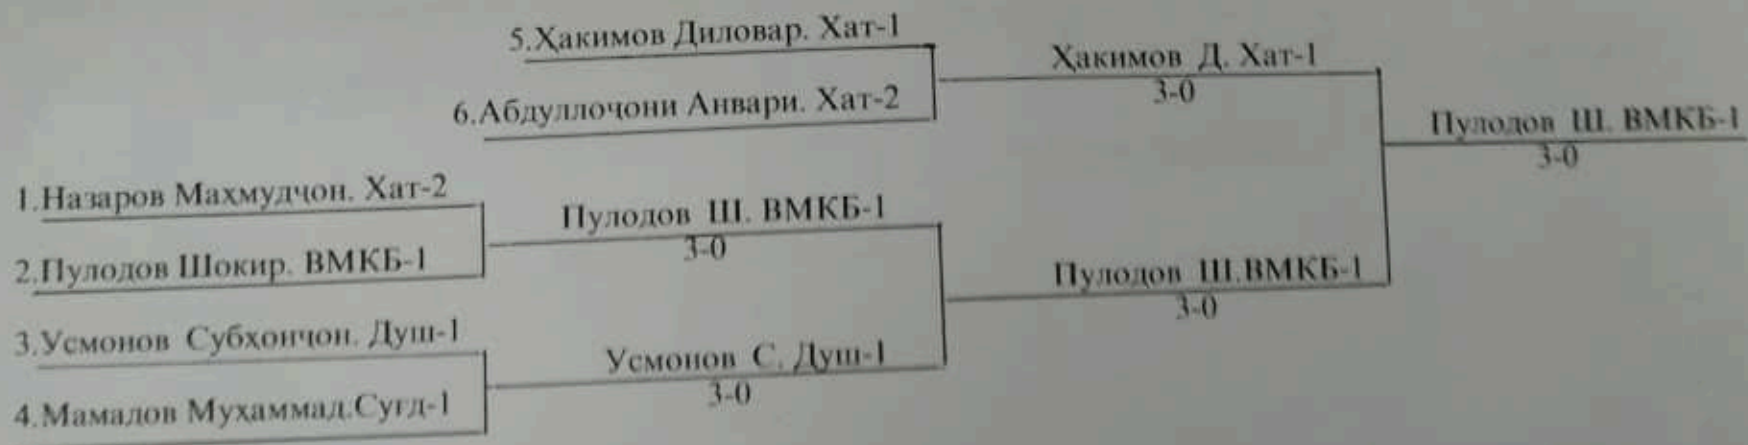 5.Ҳакимов Диловар. Хат-1
6.Абдуллоҷони Анвари. Хат-2
Ҳакимов Д. Хат-1
3-0
Пулодов Ш. ВМКБ-1
3-0
1.Назаров Махмудчон. Хат-2
2.Пулодов Шокир. ВМКБ-1
Пулодов Ш. ВМКБ-1
3-0
Пулодов Ш.ВМКБ-1
3-0
3.Усмонов Субҳончон. Душ-1
4.Мамалов Муҳаммад.Сугд-1
Усмонов С. Душ-1
3-0